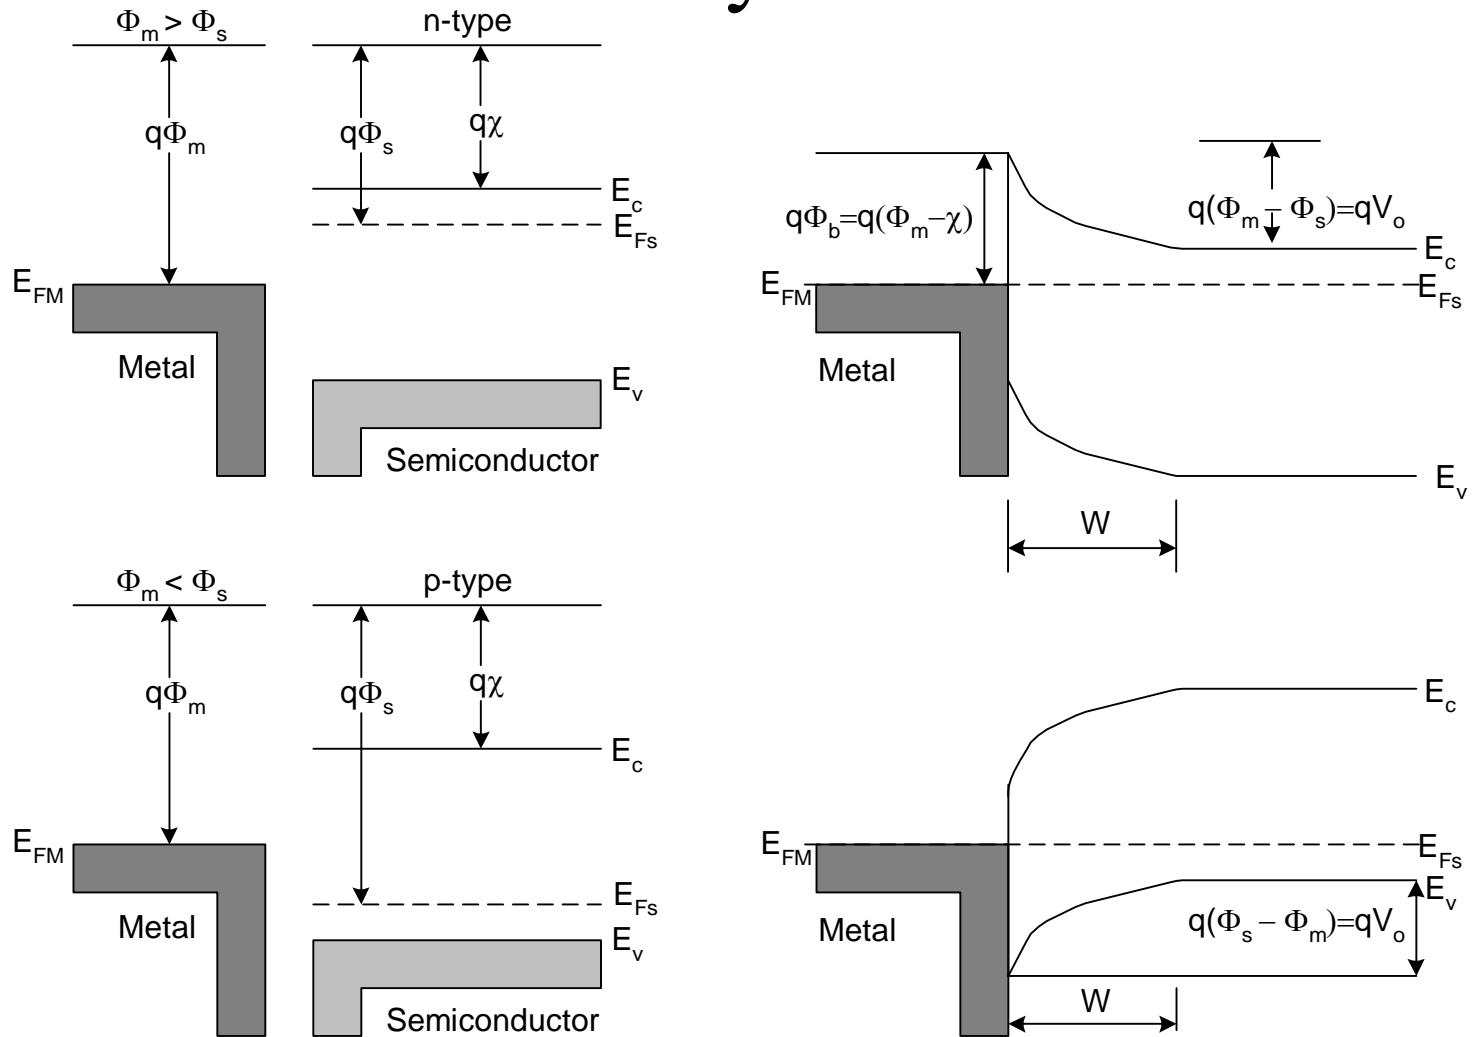 Φm > Φs
n-type
qΦm
qΦs
qχ
Ec
EFs
EFM
Metal
Ev
Semiconductor
qΦb=q(Φm−χ)
q(Φm − Φs)=qVo
Ec
EFM
EFs
Metal
Ev
W
Φm < Φs
p-type
qΦm
qΦs
qχ
Ec
EFM
EFs
Metal
Ev
Semiconductor
Ec
EFM
EFs
Ev
Metal
q(Φs − Φm)=qVo
W